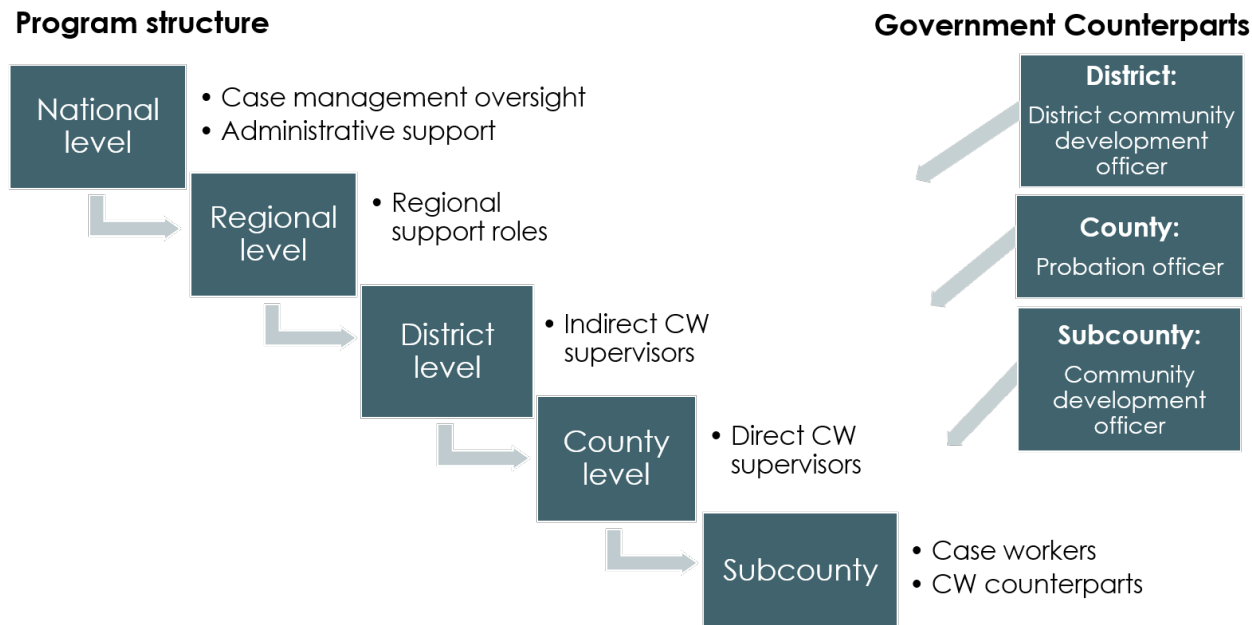 Program structure
National
level
• Case management oversight
• Administrative support
Regional
level
• Regional
support roles
District
level
• Indirect CW
supervisors
County
level
• Direct CW
supervisors
Subcounty
• Case workers
• CW counterparts
Government Counterparts
District:
District community
development
officer
County:
Probation officer
Subcounty:
Community
development
officer